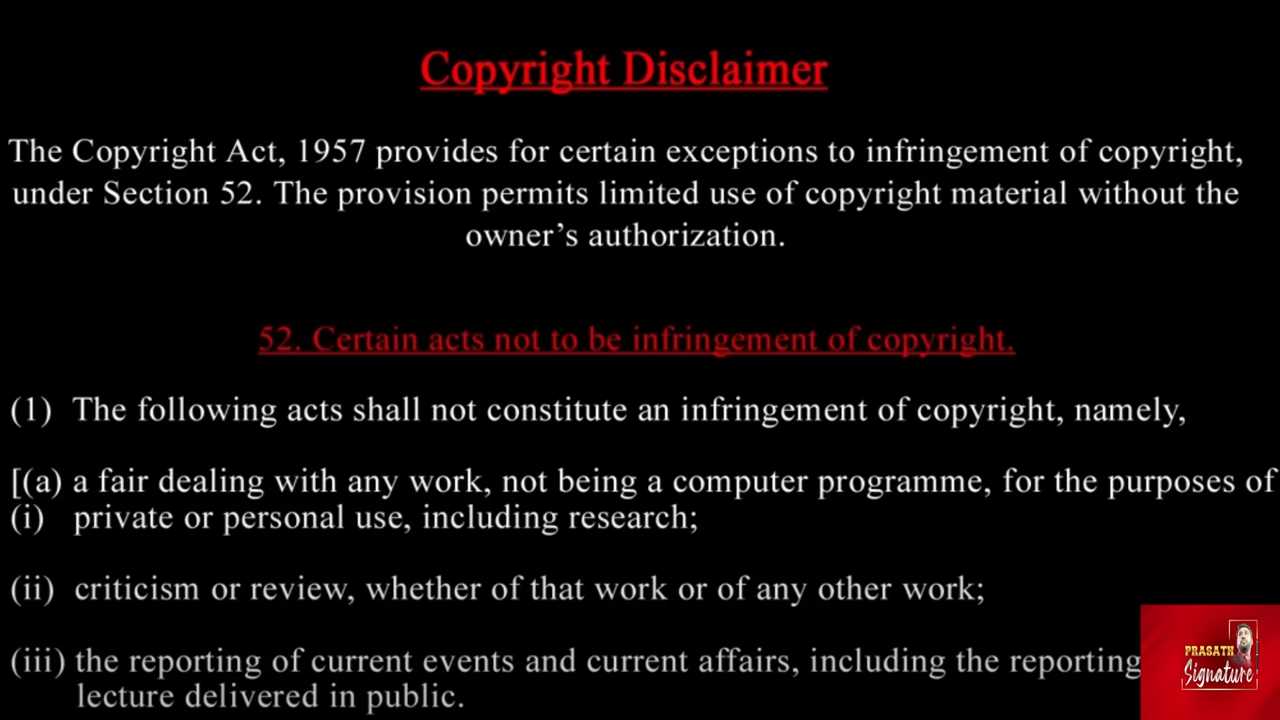 Copyright Disclaimer
The Copyright Act, 1957 provides for certain exceptions to infringement of copyright,
under Section 52. The provision permits limited use of copyright material without the
owner’s authorization.
52. Certain acts not to be infringement of copyright.
(1) The following acts shall not constitute an infringement of copyright, namely,
[(a) a fair dealing with any work, not being a computer programme, for the purposes of
(i) private or personal use, including research;
(ii) criticism or review, whether of that work or of any other work;
(iii) the reporting of current events and current affairs, including the reporting
lecture delivered in public.
PRASATH
Signature